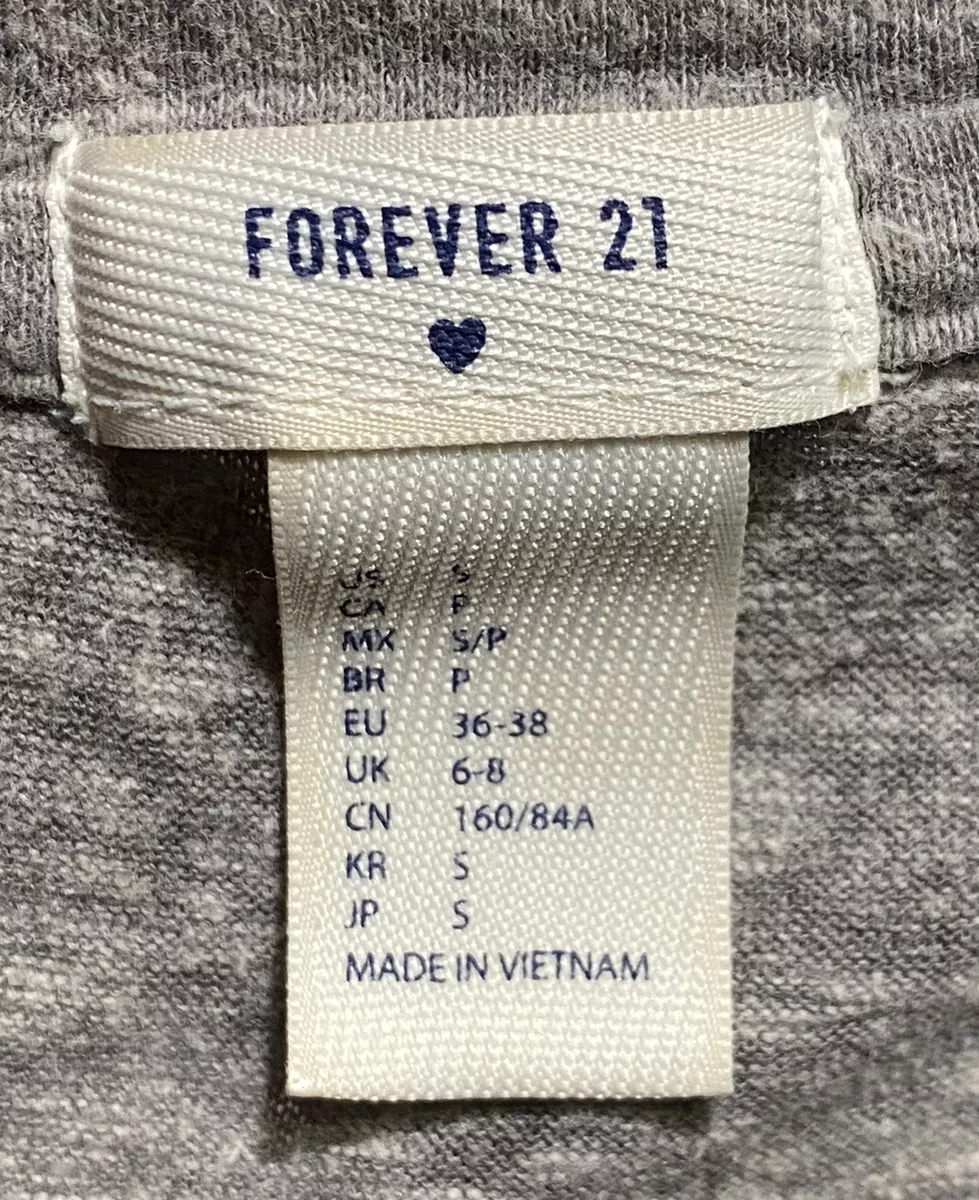 FOREVER 21
US S
CA P
MX S/P
BR P
EU 36-38
UK 6-8
CN 160/84A
KR S
JP S
MADE IN VIETNAM